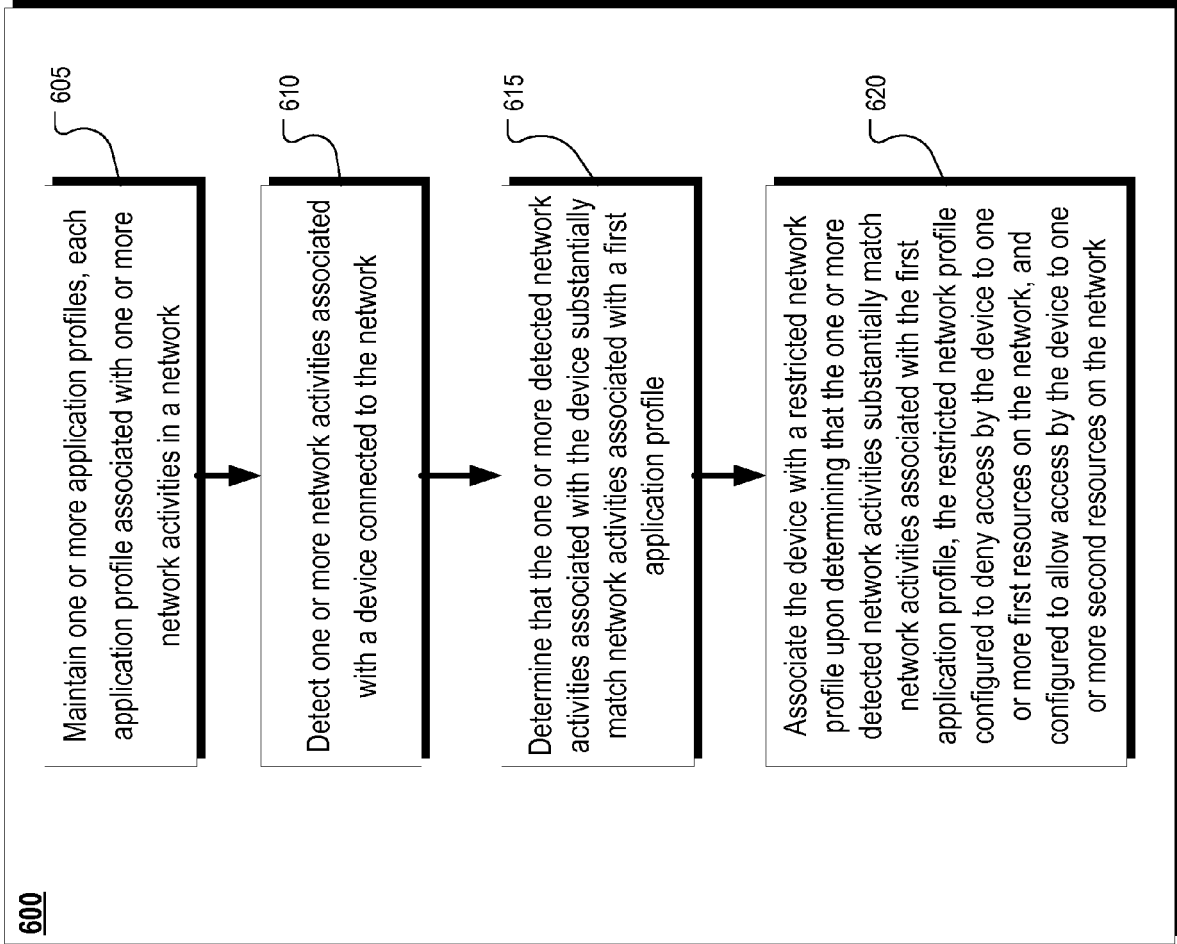 600
Maintain one or more application profiles, each
application profile associated with one or more
network activities in a network
605
Detect one or more network activities associated
with a device connected to the network
610
Determine that the one or more detected network
activities associated with the device substantially
match network activities associated with a first
application profile
615
Associate the device with a restricted network
profile upon determining that the one or more
detected network activities substantially match
network activities associated with the first
application profile, the restricted network profile
configured to deny access by the device to one
or more first resources on the network, and
configured to allow access by the device to one
or more second resources on the network
620